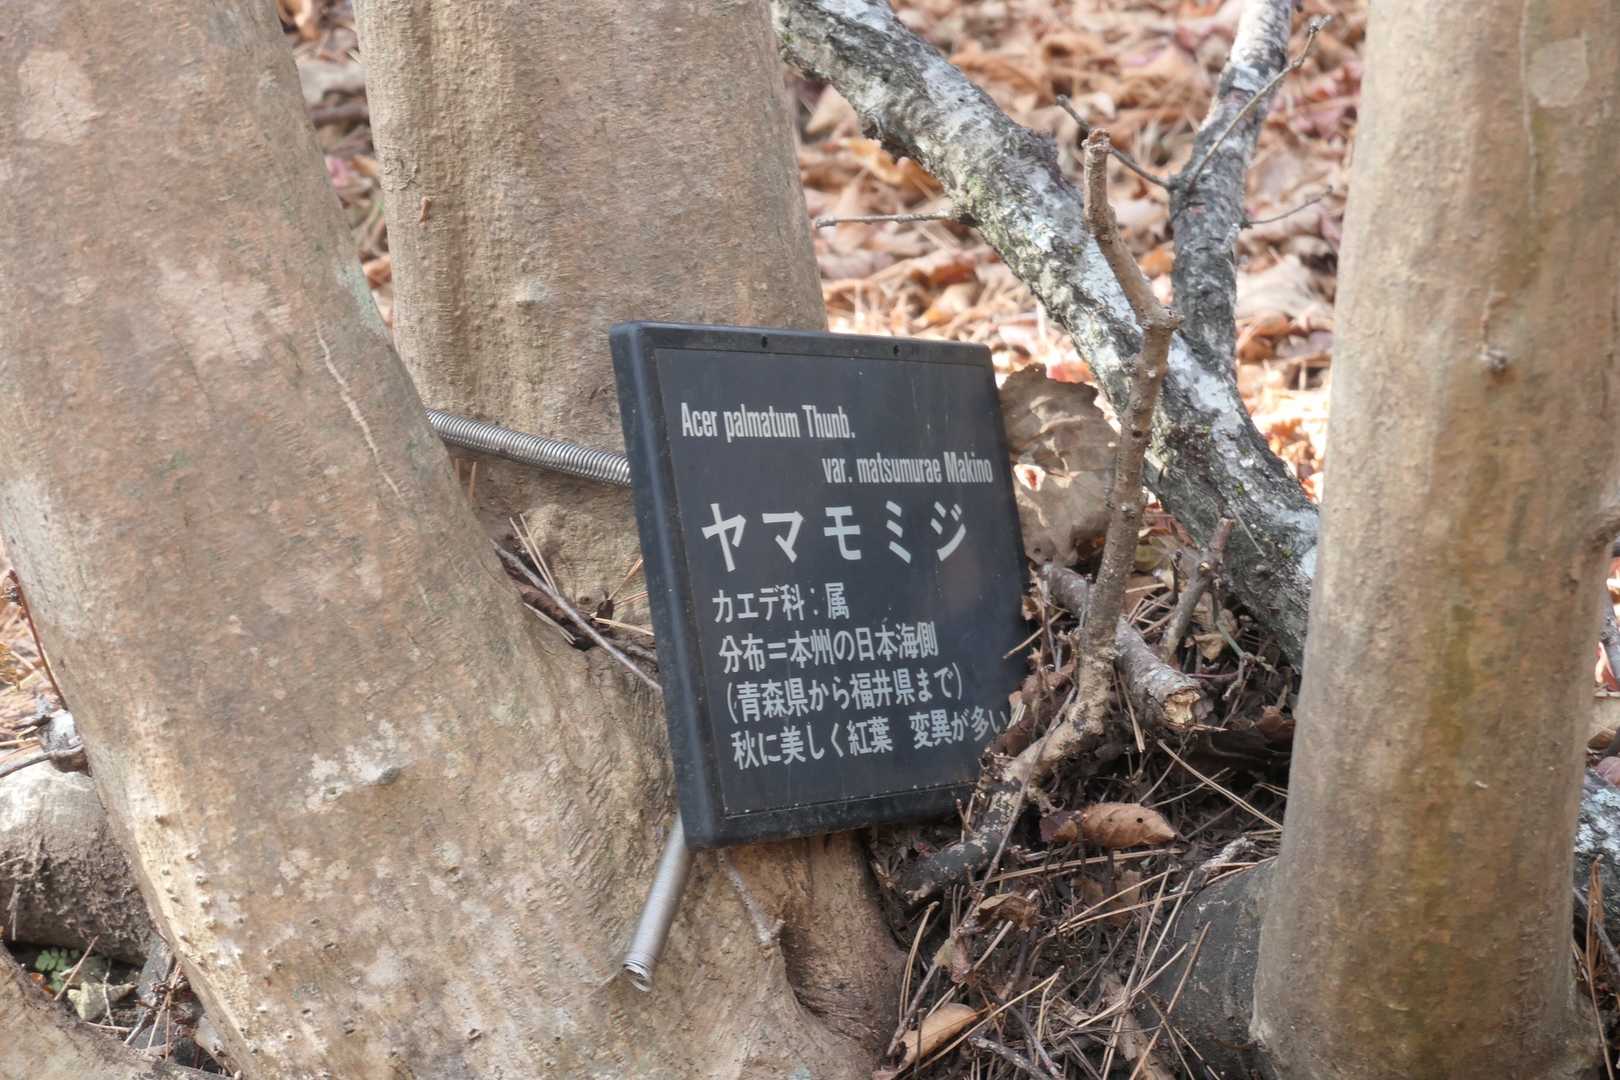 Acer palmatum Thunb.
var. matsumurae Makino
ヤマモミジ
カエデ科:属
分布=本州の日本海側
(青森県から福井県まで)
秋に美しく紅葉 変異が多い